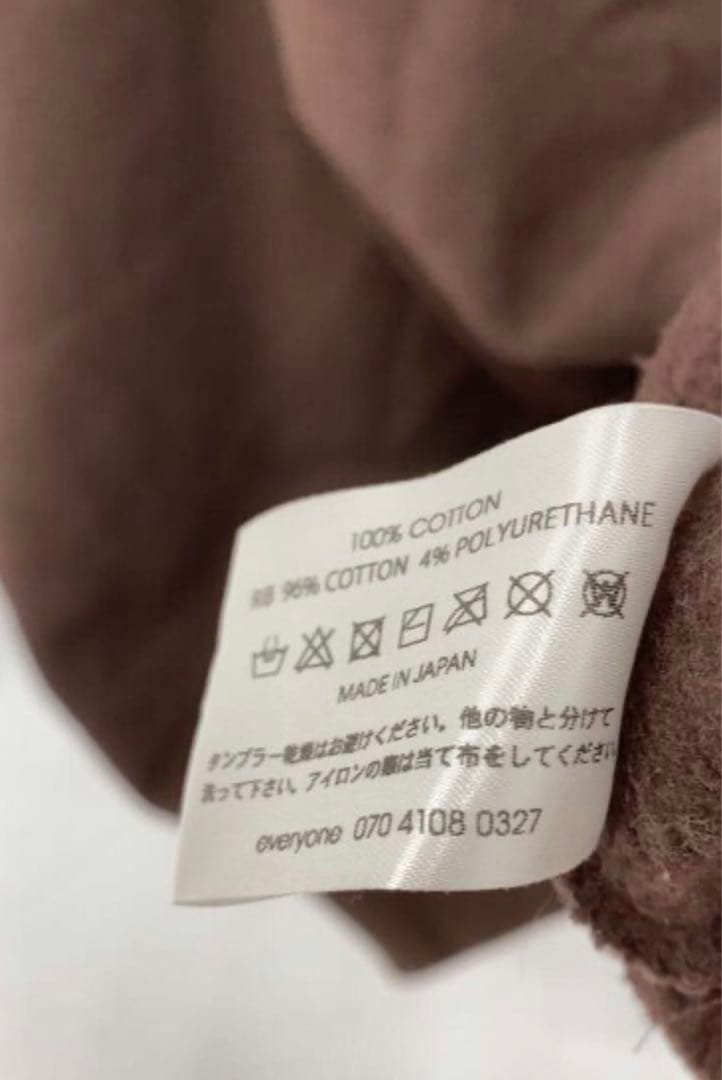 100% COTTON
RB 96% COTTON 4% POLYURETHANE
MADE IN JAPAN
タンブラー乾燥はお避けください。他の物と分けて
洗って下さい。アイロンの際は当て布をしてください
everyone 070 4108 0327